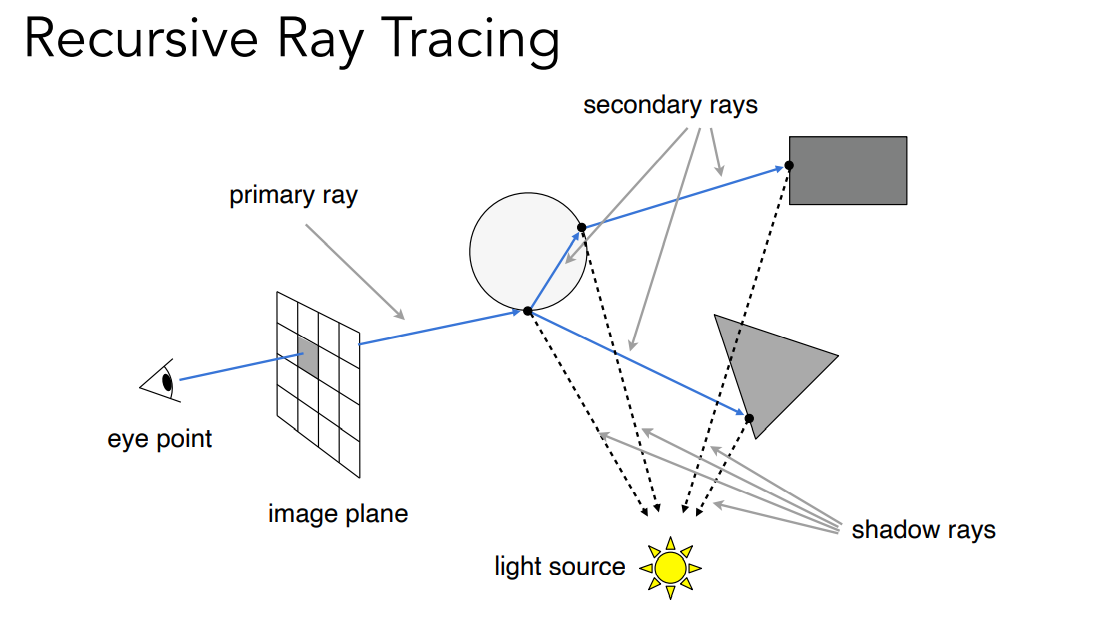 Recursive Ray Tracing
secondary rays
primary ray
eye point
image plane
shadow rays
light source